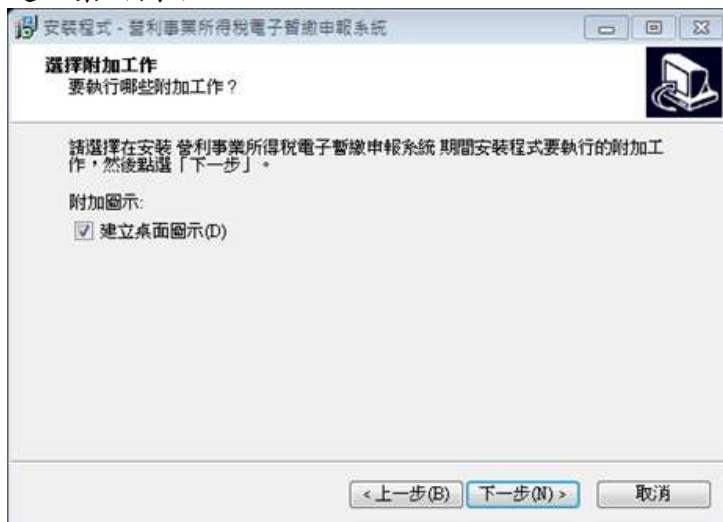 安裝程式 - 營利事業所得稅電子暫繳申報系統
選擇附加工作
要執行哪些附加工作？
請選擇在安裝 營利事業所得稅電子暫繳申報系統 期間安裝程式要執行的附加工
作，然後點選「下一步」。
附加圖示:
建立桌面圖示(D)
<上一步(B) 下一步(N)> 取消